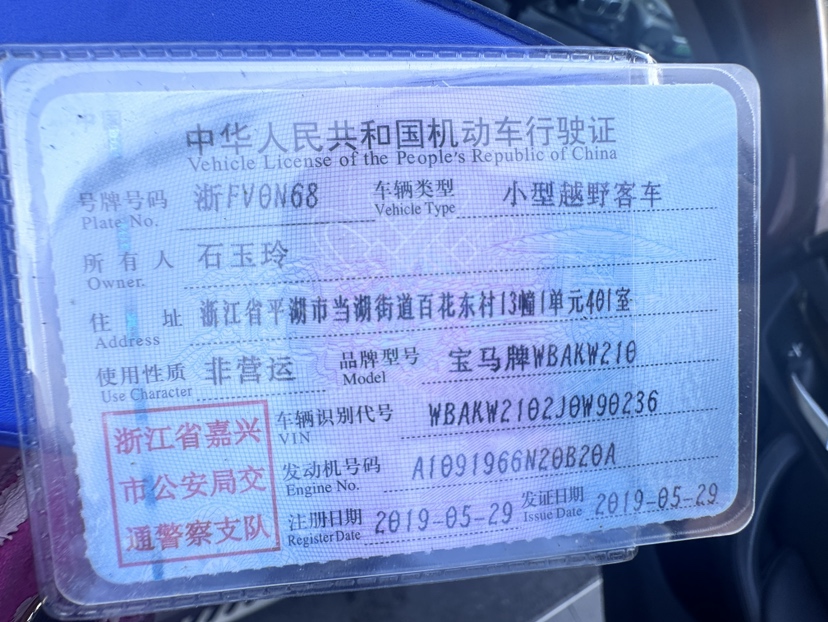 中华人民共和国机动车行驶证
Vehicle License of the People's Republic of China
号牌号码 浙FV0N68 车辆类型 小型越野客车
Plate No. Vehicle Type
所有人 石玉玲
Owner.
住址 浙江省平湖市当湖街道百花东村13幢1单元401室
Address
使用性质 非营运 品牌型号 宝马牌WBAKW210
Use Character Model
浙江省嘉兴
市公安局交
通警察支队
车辆识别代号 WBAKW2102J0W90236
VIN
发动机号码 A1091966N20B20A
Engine No.
注册日期 2019-05-29 发证日期 2019-05-29
Register Date Issue Date